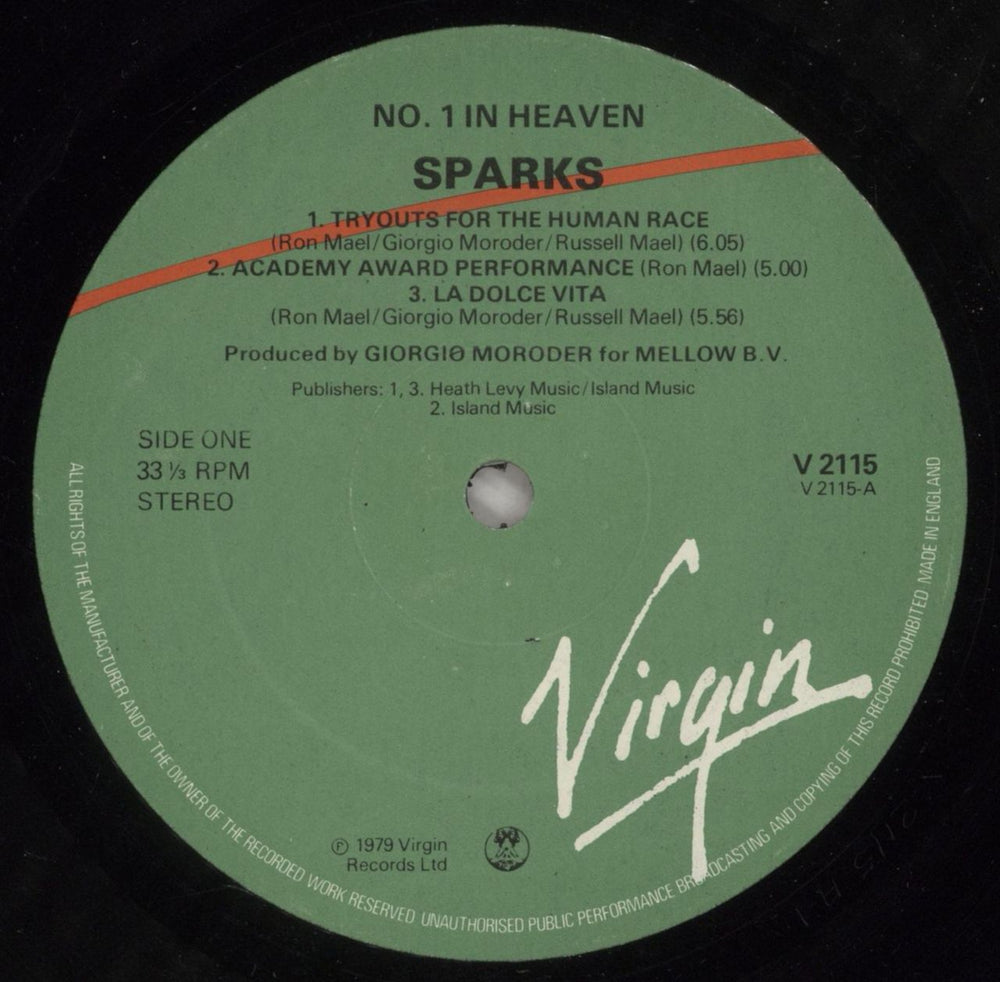 NO. 1 IN HEAVEN
SPARKS
1. TRYOUTS FOR THE HUMAN RACE
(Ron Mael/Giorgio Moroder/Russell Mael) (6.05)
2. ACADEMY AWARD PERFORMANCE (Ron Mael) (5.00)
3. LA DOLCE VITA
(Ron Mael/Giorgio Moroder/Russell Mael) (5.56)
Produced by GIORGIO MORODER for MELLOW B.V.
Publishers: 1, 3. Heath Levy Music/Island Music
2. Island Music
SIDE ONE
33 ⅓ RPM
STEREO
V 2115
V 2115-A
Virgin
℗ 1979 Virgin
Records Ltd
ALL RIGHTS OF THE MANUFACTURER AND OF THE OWNER OF THE RECORDED WORK RESERVED UNAUTHORISED PUBLIC PERFORMANCE BROADCASTING AND COPYING OF THIS RECORD PROHIBITED MADE IN ENGLAND